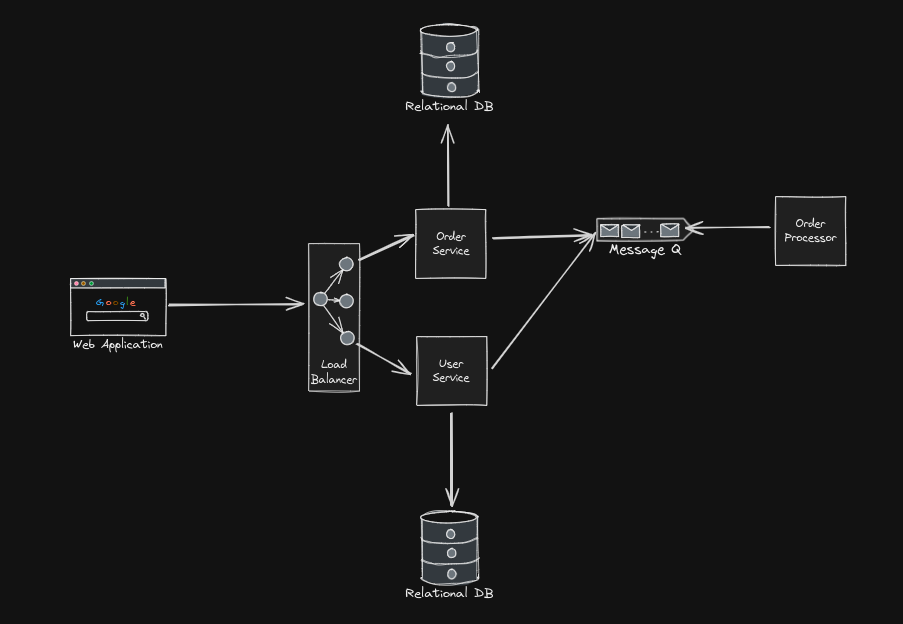 Relational DB
Order
Service
Order
Processor
Message Q
Google
Web Application
Load
Balancer
User
Service
Relational DB